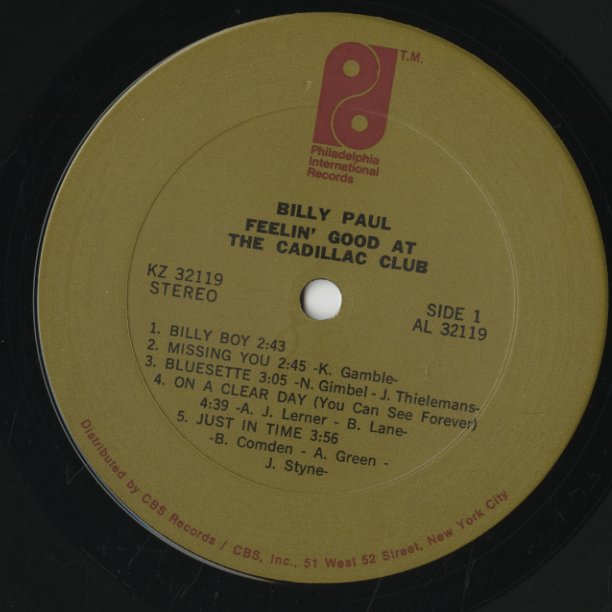 T.M.
Philadelphia
International
Records
BILLY PAUL
FEELIN' GOOD AT
THE CADILLAC CLUB
KZ 32119
STEREO
SIDE 1
AL 32119
1. BILLY BOY 2:43
2. MISSING YOU 2:45 -K. Gamble-
3. BLUESETTE 3:05 -N. Gimbel - J. Thielemans-
4. ON A CLEAR DAY (You Can See Forever)
4:39 -A. J. Lerner - B. Lane-
5. JUST IN TIME 3:56
-B. Comden - A. Green -
J. Styne-
Distributed by CBS Records / CBS, Inc., 51 West 52 Street, New York City